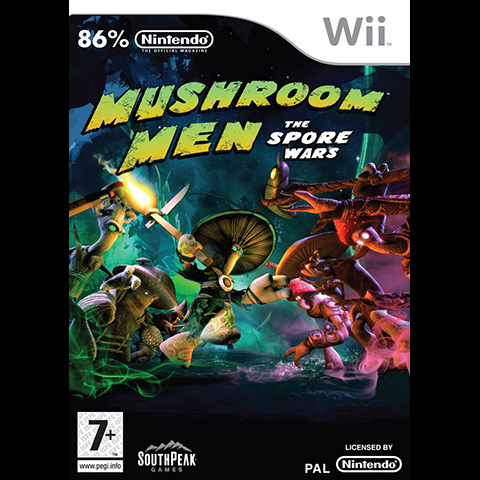 86% Nintendo
THE OFFICIAL MAGAZINE
Wii™
MUSHROOM
MEN THE SPORE WARS
7+
www.pegi.info
SOUTHPEAK
GAMES
LICENSED BY
PAL Nintendo